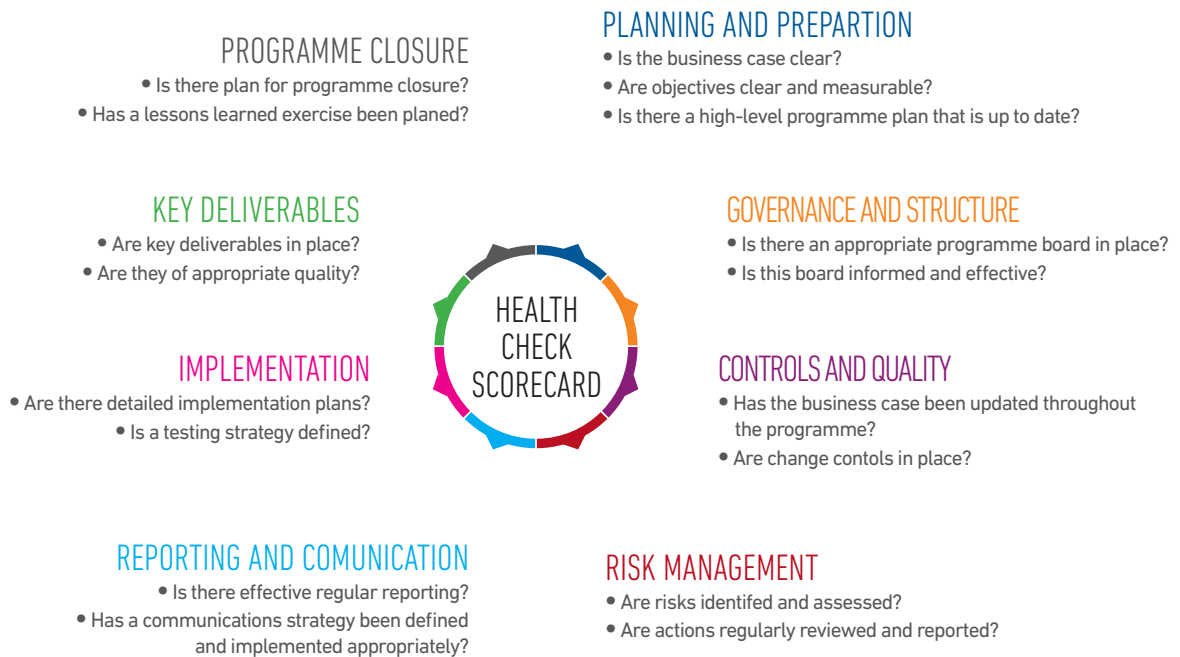 PROGRAMME CLOSURE
• Is there plan for programme closure?
• Has a lessons learned exercise been planed?
PLANNING AND PREPARTION
• Is the business case clear?
• Are objectives clear and measurable?
• Is there a high-level programme plan that is up to date?
KEY DELIVERABLES
• Are key deliverables in place?
• Are they of appropriate quality?
GOVERNANCE AND STRUCTURE
• Is there an appropriate programme board in place?
• Is this board informed and effective?
HEALTH
CHECK
SCORECARD
IMPLEMENTATION
• Are there detailed implementation plans?
• Is a testing strategy defined?
CONTROLS AND QUALITY
• Has the business case been updated throughout
the programme?
• Are change contols in place?
REPORTING AND COMUNICATION
• Is there effective regular reporting?
• Has a communications strategy been defined
and implemented appropriately?
RISK MANAGEMENT
• Are risks identifed and assessed?
• Are actions regularly reviewed and reported?